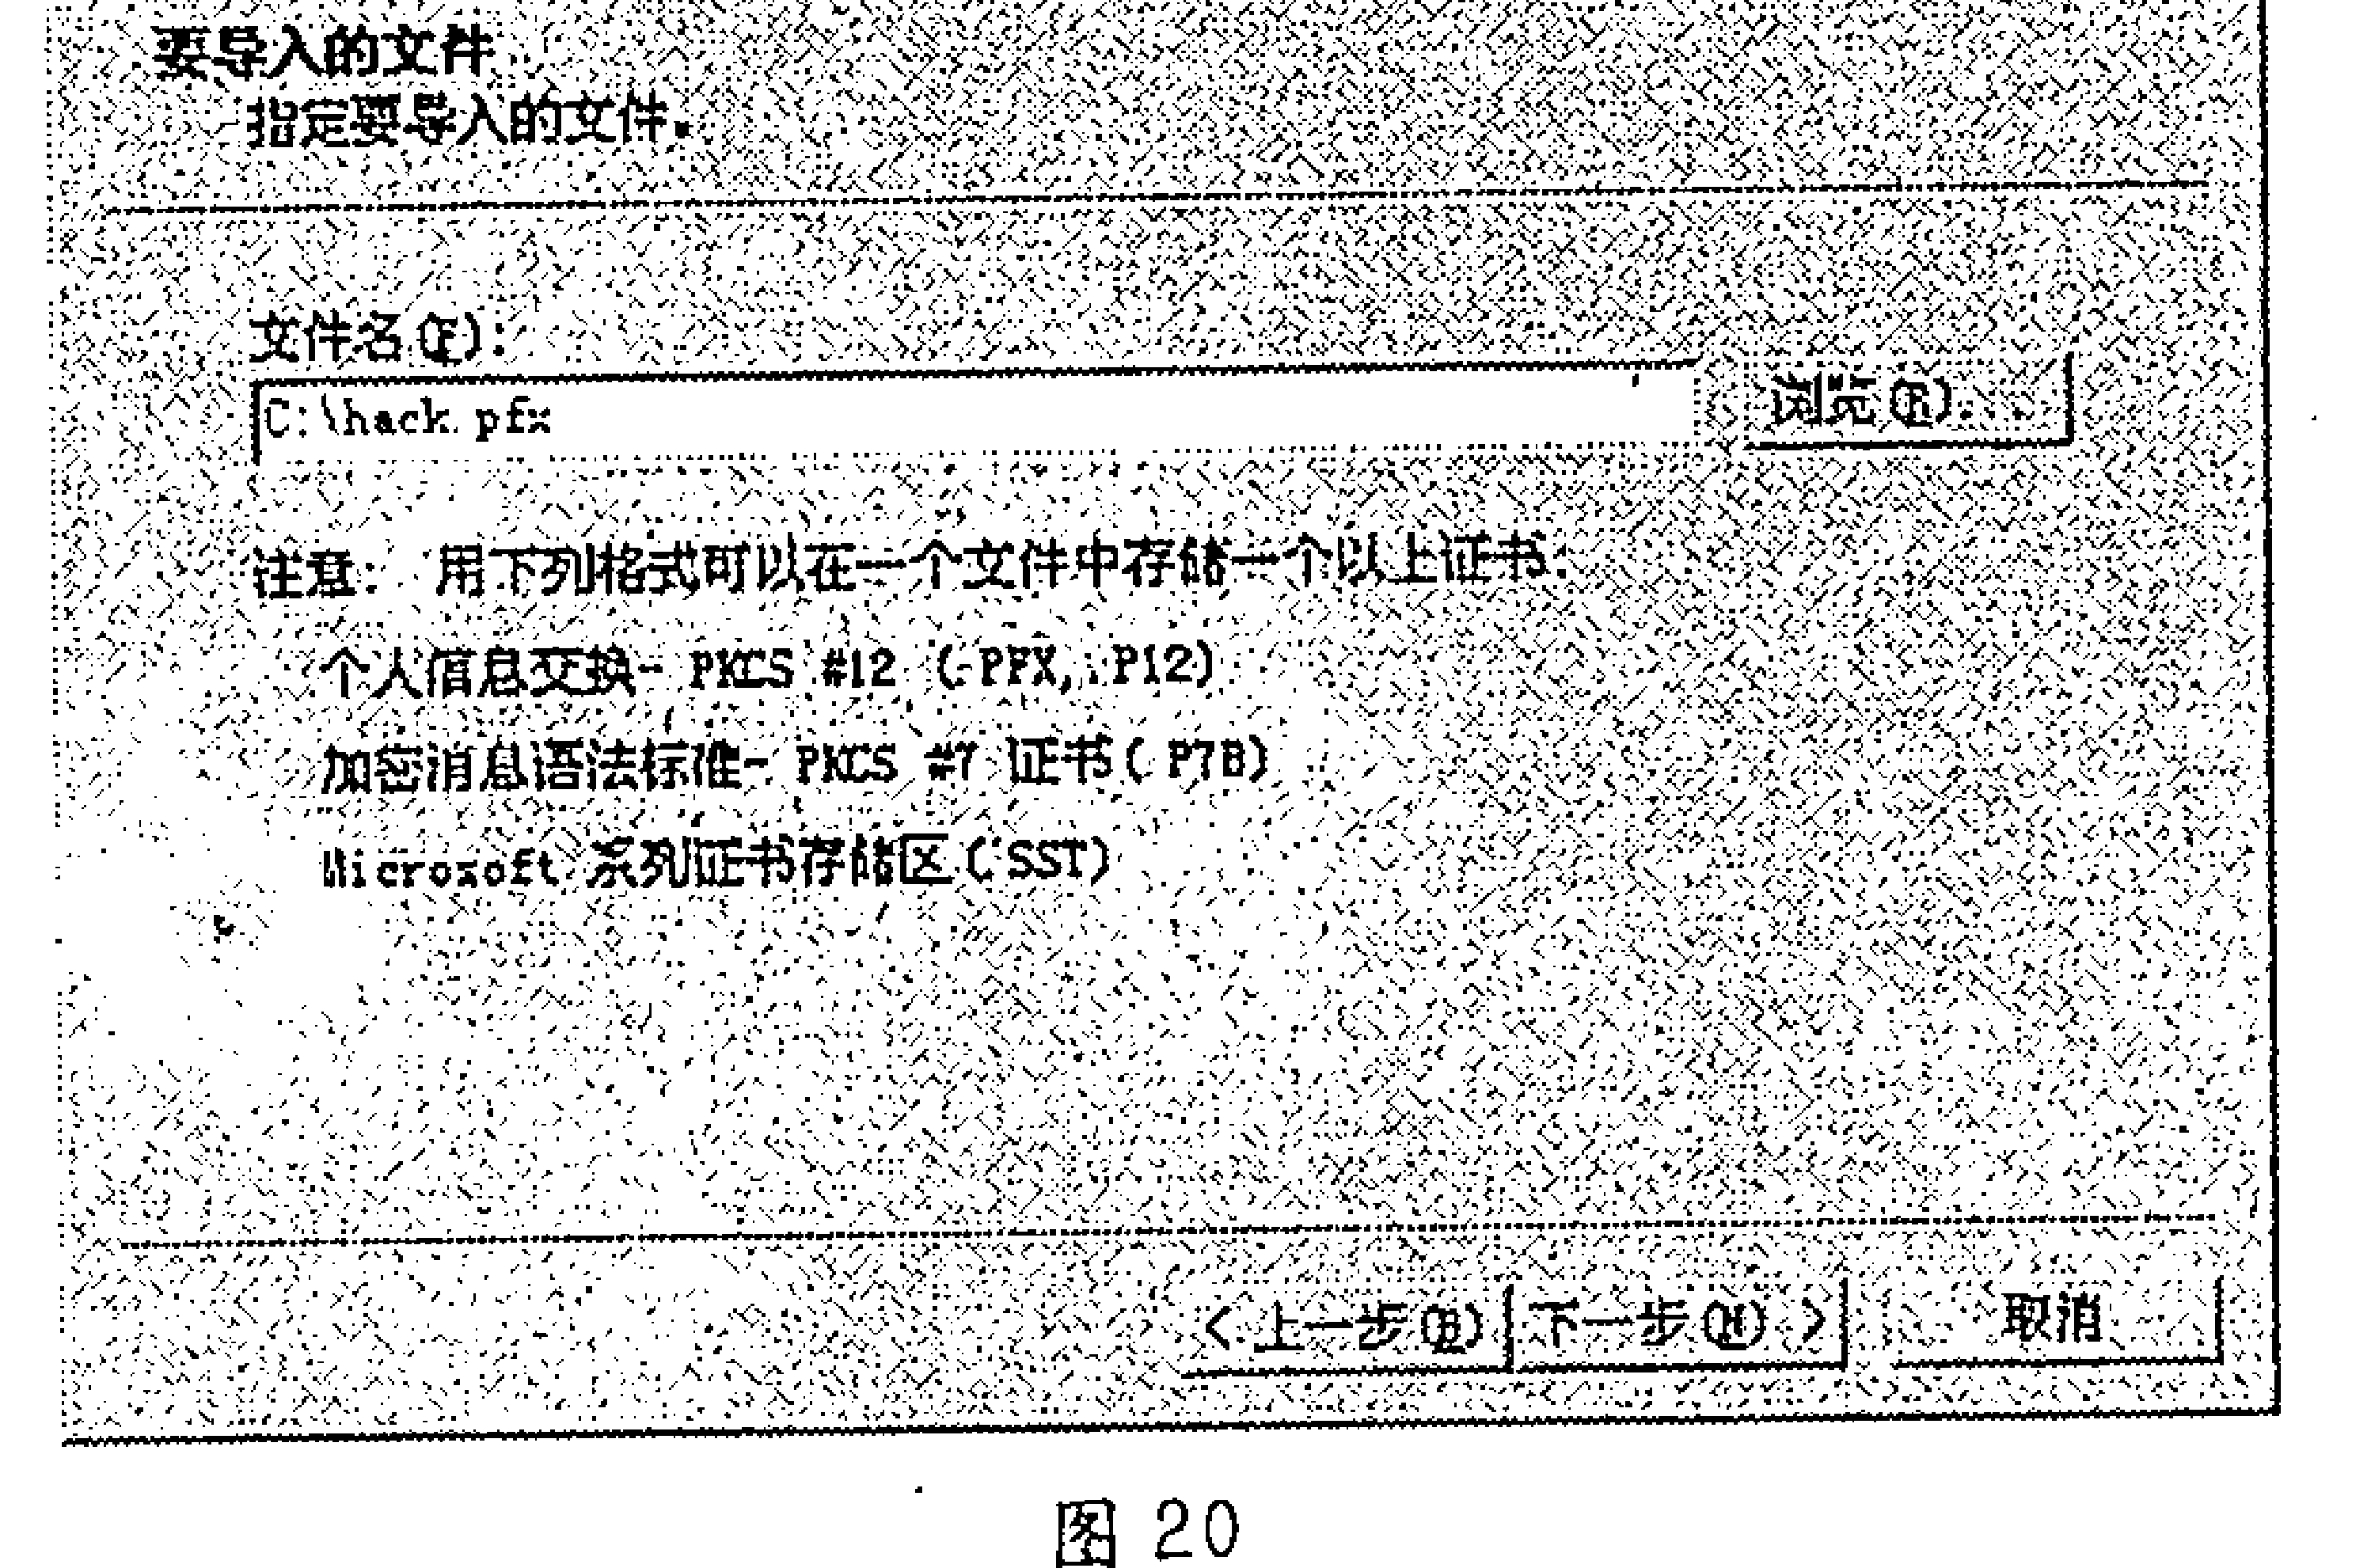 要导入的文件
指定要导入的文件。
文件名(F):
C:\hack.pfx
浏览(R)...
注意: 用下列格式可以在一个文件中存储一个以上证书:
个人信息交换- PKCS #12 (.PFX, .P12)
加密消息语法标准- PKCS #7 证书(.P7B)
Microsoft 系列证书存储区(.SST)
< 上一步(B) 下一步(N) > 取消
图 20